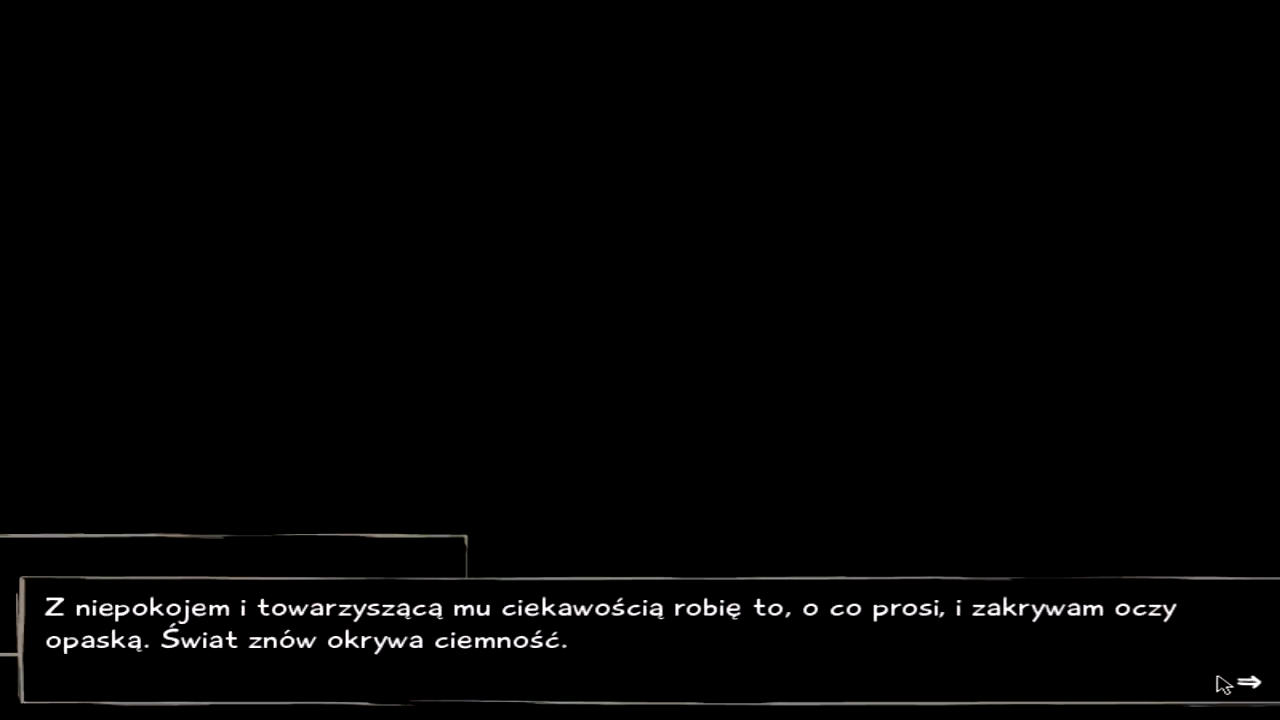 Z niepokojem i towarzyszącą mu ciekawością robię to, o co prosi, i zakrywam oczy
opaską. Świat znów okrywa ciemność.